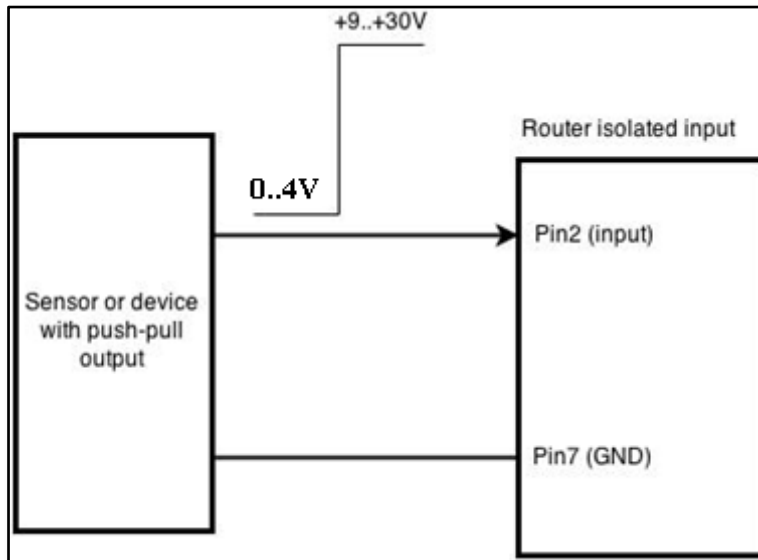 +9..+30V
Router isolated input
0..4V
Pin2 (input)
Sensor or device
with push-pull
output
Pin7 (GND)